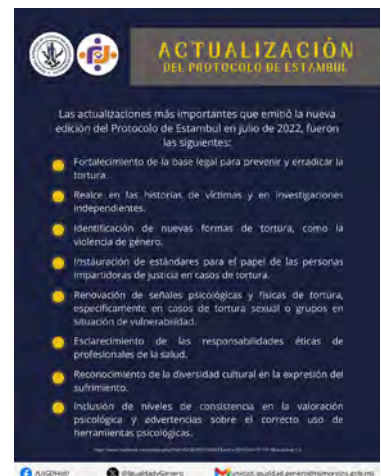 ACTUALIZACIÓN
DEL PROTOCOLO DE ESTAMBUL
Las actualizaciones más importantes que emitió la nueva
edición del Protocolo de Estambul en julio de 2022, fueron
las siguientes:
Fortalecimiento de la base legal para prevenir y erradicar la
tortura.
Realce en las historias de víctimas y en investigaciones
independientes.
Identificación de nuevas formas de tortura, como la
violencia de género.
Instauración de estándares para el papel de las personas
impartidoras de justicia en casos de tortura.
Renovación de señales psicológicas y físicas de tortura,
específicamente en casos de tortura sexual o grupos en
situación de vulnerabilidad.
Esclarecimiento de las responsabilidades éticas de
profesionales de la salud.
Reconocimiento de la diversidad cultural en la expresión del
sufrimiento.
Inclusión de niveles de consistencia en la valoración
psicológica y advertencias sobre el correcto uso de
herramientas psicológicas.